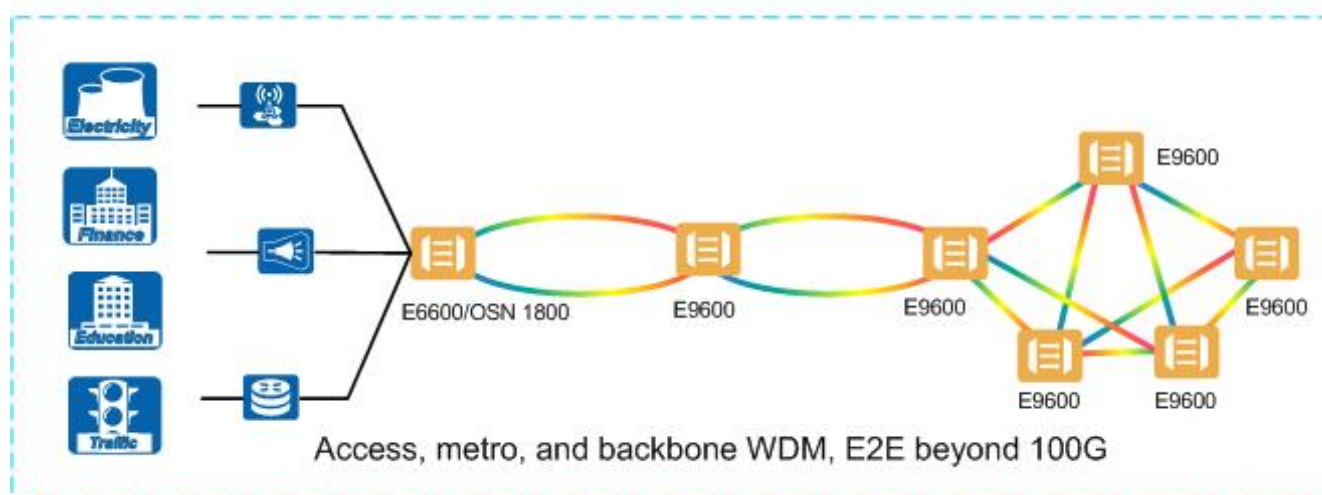 Electricity
Finance
Education
Traffic
E6600/OSN 1800
E9600
E9600
E9600
E9600
E9600
E9600
Access, metro, and backbone WDM, E2E beyond 100G